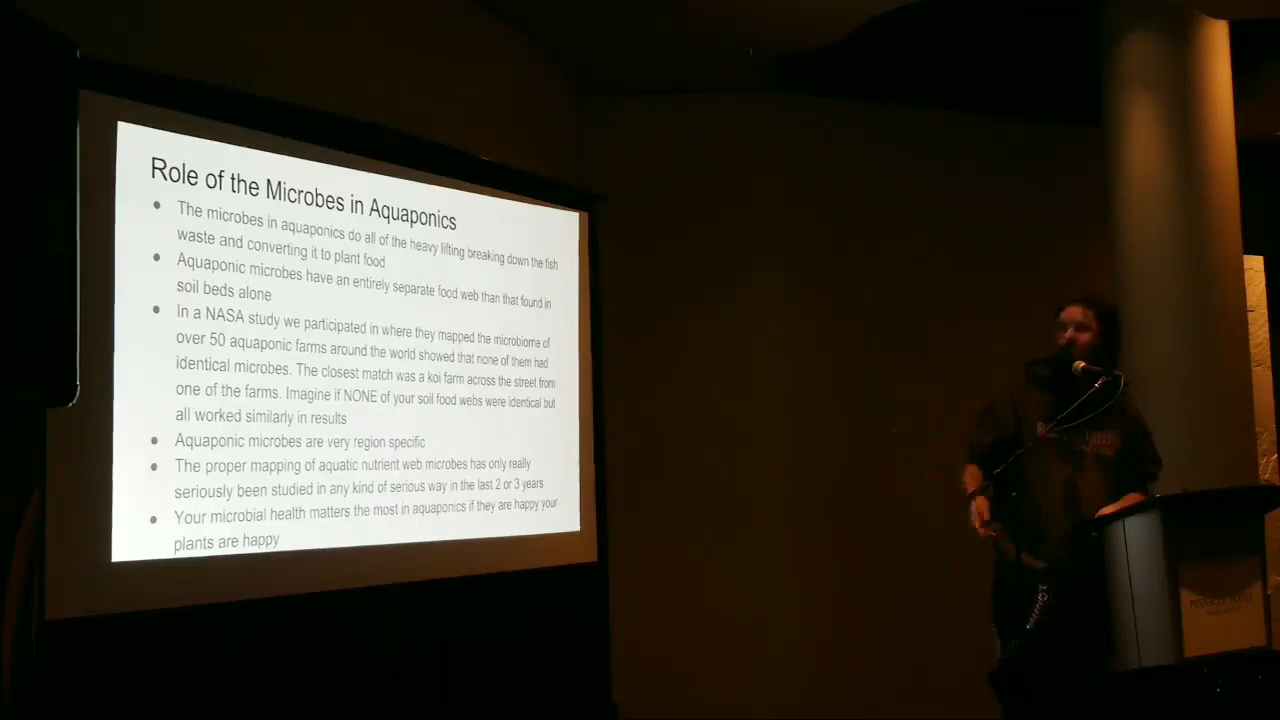 Role of the Microbes in Aquaponics
• The microbes in aquaponics do all of the heavy lifting breaking down the fish
waste and converting it to plant food
• Aquaponic microbes have an entirely separate food web than that found in
soil beds alone
• In a NASA study we participated in where they mapped the microbiome of
over 50 aquaponic farms around the world showed that none of them had
identical microbes. The closest match was a koi farm across the street from
one of the farms. Imagine if NONE of your soil food webs were identical but
all worked similarly in results
• Aquaponic microbes are very region specific
• The proper mapping of aquatic nutrient web microbes has only really
seriously been studied in any kind of serious way in the last 2 or 3 years
• Your microbial health matters the most in aquaponics if they are happy your
plants are happy